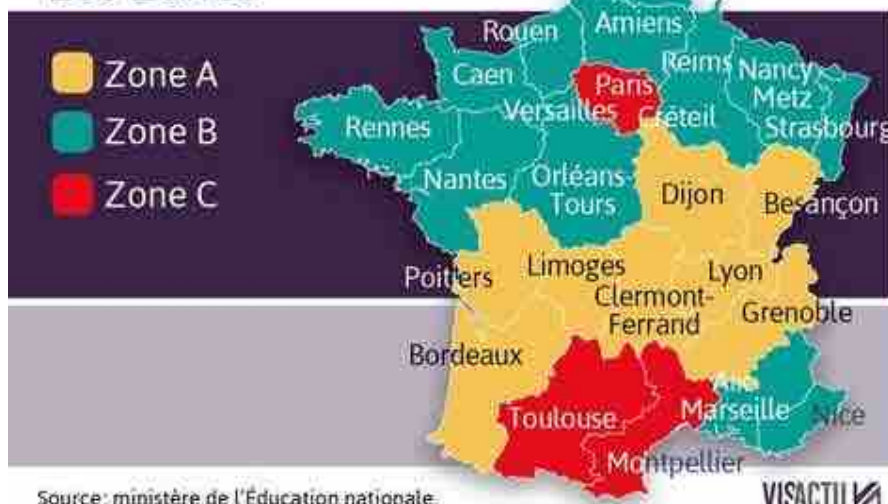 Zone A
Zone B
Zone C
Rouen
Amiens
Caen
Paris
Reims
Nancy
Metz
Versailles
Créteil
Strasbourg
Rennes
Nantes
Orléans
Tours
Dijon
Besançon
Poitiers
Limoges
Lyon
Clermont-
Ferrand
Grenoble
Bordeaux
Toulouse
Marseille
Nice
Montpellier
Source: ministère de l'Éducation nationale
VISACTU